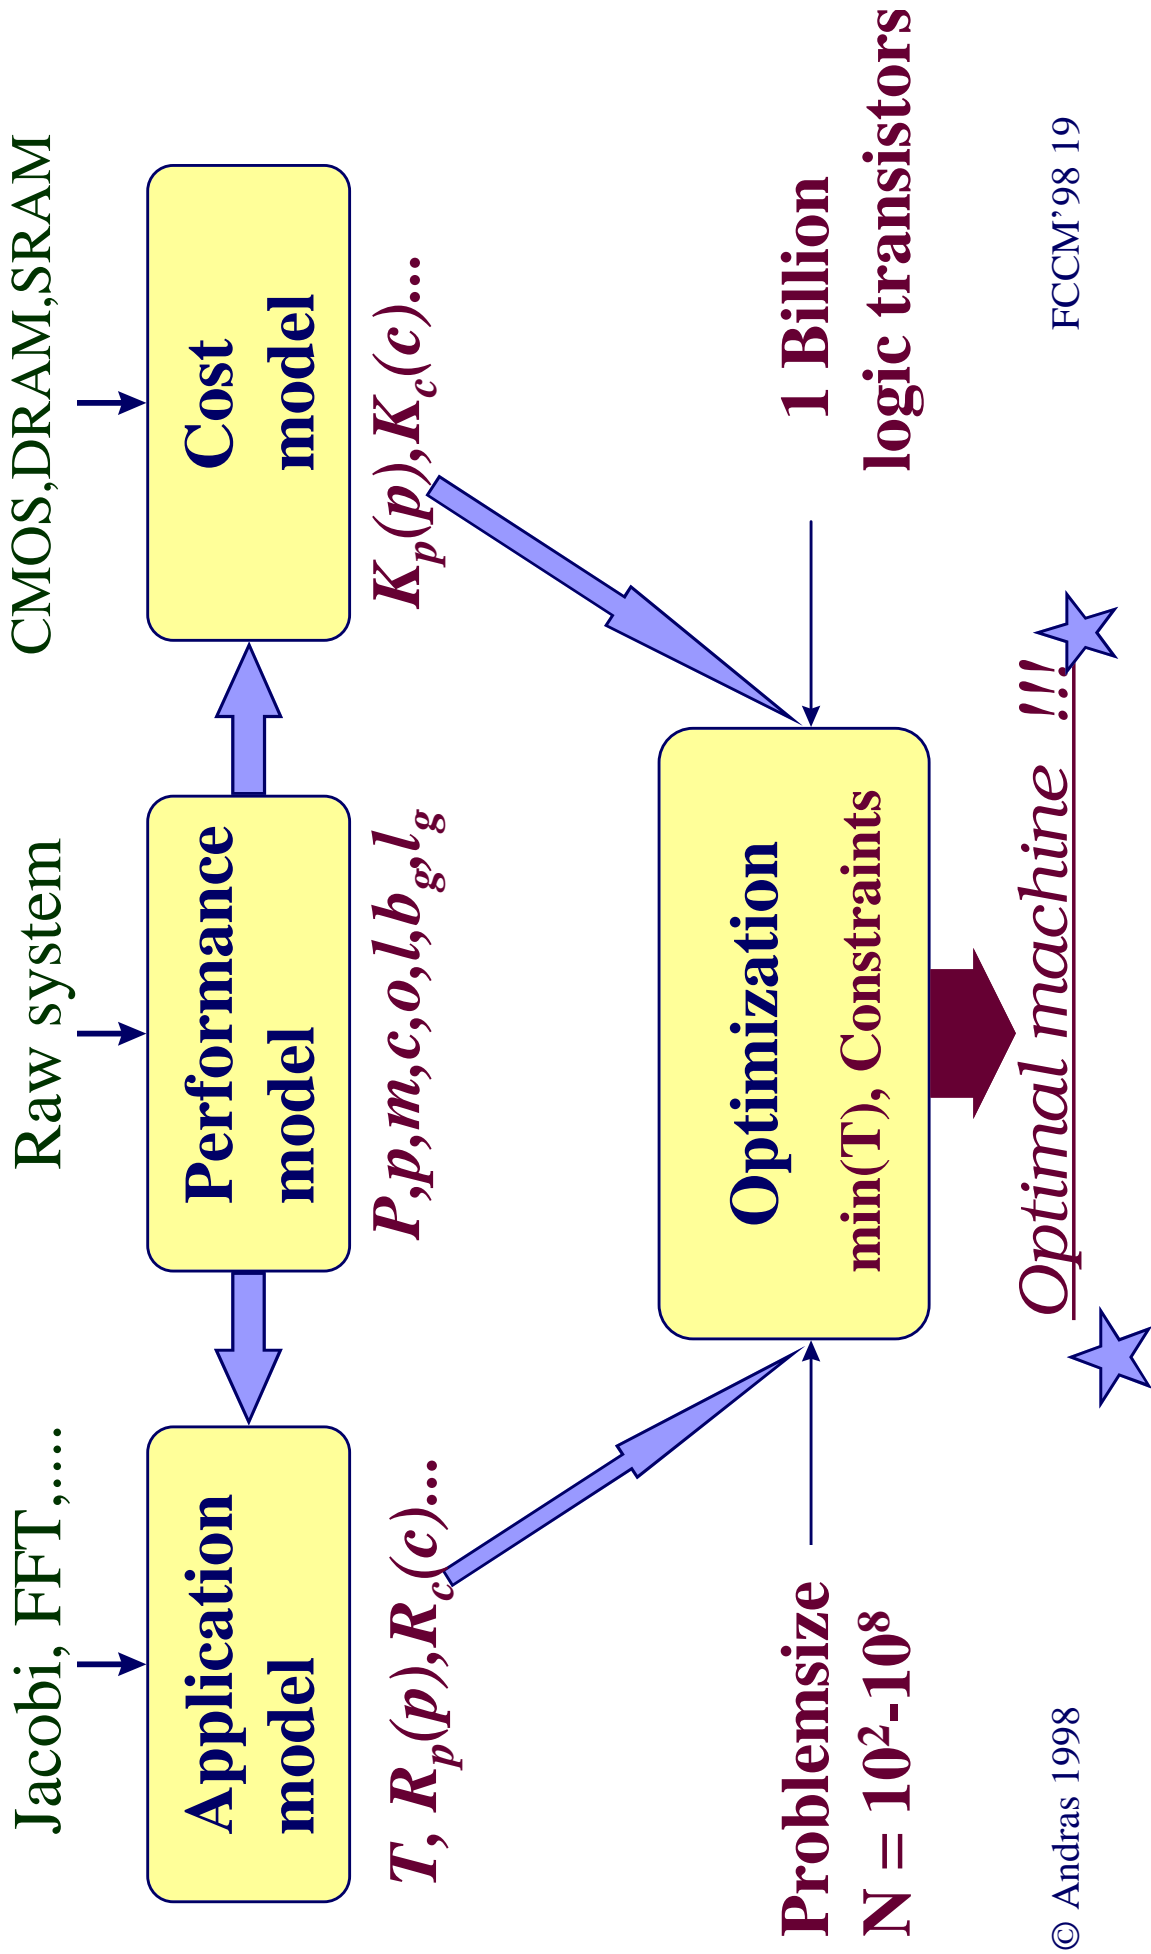 Jacobi, FFT,....
Raw system
CMOS,DRAM,SRAM
Application
model
Performance
model
Cost
model
T, Rp(p),Rc(c)...
P,p,m,c,o,l,bg,lg
Kp(p),Kc(c)...
Problemsize
N = 10²-10⁸
Optimization
min(T), Constraints
1 Billion
logic transistors
Optimal machine !!!
© Andras 1998
FCCM'98 19